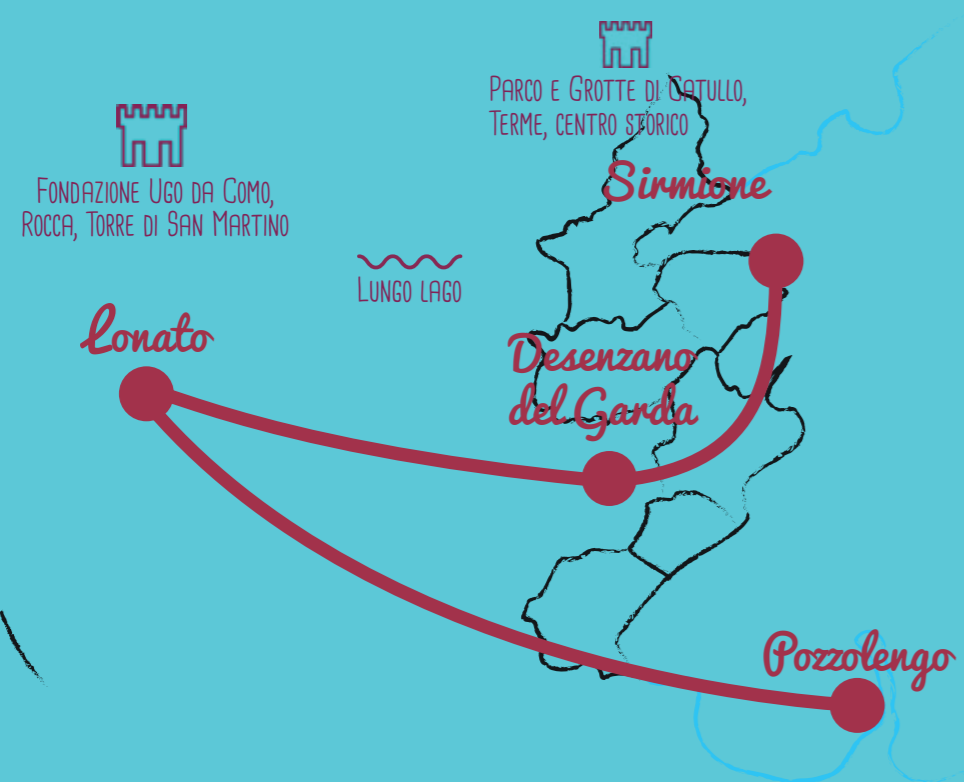 Parco e Grotte di Catullo,
Terme, centro storico
Sirmione
Fondazione Ugo da Como,
Rocca, Torre di San Martino
Lungo lago
Lonato
Desenzano
del Garda
Pozzolengo